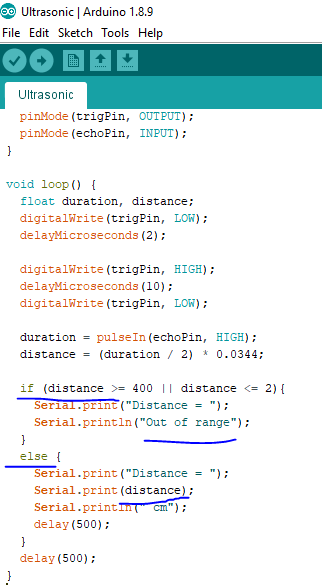 Ultrasonic | Arduino 1.8.9
File Edit Sketch Tools Help
Ultrasonic
pinMode(trigPin, OUTPUT);
pinMode(echoPin, INPUT);
}
void loop() {
float duration, distance;
digitalWrite(trigPin, LOW);
delayMicroseconds(2);
digitalWrite(trigPin, HIGH);
delayMicroseconds(10);
digitalWrite(trigPin, LOW);
duration = pulseIn(echoPin, HIGH);
distance = (duration / 2) * 0.0344;
if (distance >= 400 || distance <= 2){
Serial.print("Distance = ");
Serial.println("Out of range");
}
else {
Serial.print("Distance = ");
Serial.print(distance);
Serial.println(" cm");
delay(500);
}
delay(500);
}